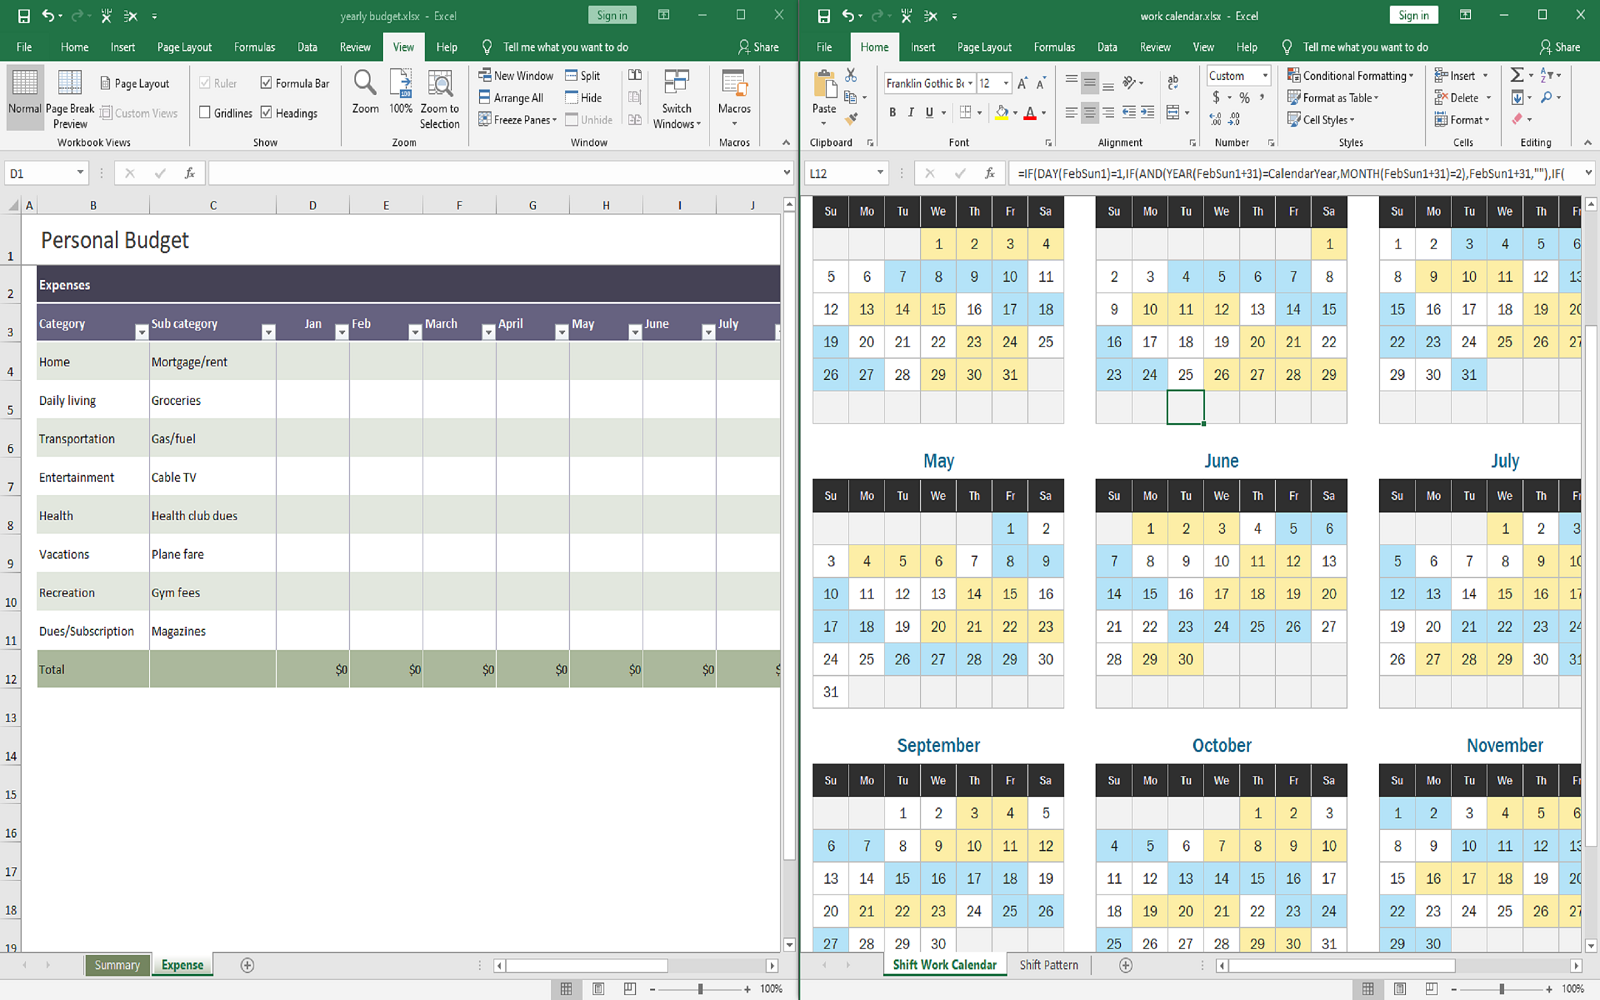 yearly budget.xlsx - Excel
Sign in
File Home Insert Page Layout Formulas Data Review View Help Tell me what you want to do Share
Normal
Page Break Preview
Page Layout
Custom Views
Workbook Views
Ruler
Formula Bar
Gridlines
Headings
Show
Zoom
100%
Zoom to Selection
Zoom
New Window
Arrange All
Freeze Panes
Split
Hide
Unhide
Switch Windows
Window
Macros
Macros
D1
fx
A B C D E F G H I J
1 Personal Budget
2 Expenses
3 Category Sub category Jan Feb March April May June July
4 Home Mortgage/rent
5 Daily living Groceries
6 Transportation Gas/fuel
7 Entertainment Cable TV
8 Health Health club dues
9 Vacations Plane fare
10 Recreation Gym fees
11 Dues/Subscription Magazines
12 Total $0 $0 $0 $0 $0 $0
13
14
15
16
17
18
19
Summary Expense
100%
work calendar.xlsx - Excel
Sign in
File Home Insert Page Layout Formulas Data Review View Help Tell me what you want to do Share
Paste
Clipboard
Franklin Gothic B 12
B I U
Font
Alignment
Custom
$ %
Number
Conditional Formatting
Format as Table
Cell Styles
Styles
Insert
Delete
Format
Cells
Editing
L12
fx
=IF(DAY(FebSun1)=1,IF(AND(YEAR(FebSun1+31)=CalendarYear,MONTH(FebSun1+31)=2),FebSun1+31,""),IF(
Su Mo Tu We Th Fr Sa
1 2 3 4
5 6 7 8 9 10 11
12 13 14 15 16 17 18
19 20 21 22 23 24 25
26 27 28 29 30 31
Su Mo Tu We Th Fr Sa
1
2 3 4 5 6 7 8
9 10 11 12 13 14 15
16 17 18 19 20 21 22
23 24 25 26 27 28 29
Su Mo Tu We Th Fr
1 2 3 4 5 6
8 9 10 11 12 13
15 16 17 18 19 20
22 23 24 25 26 27
29 30 31
May
Su Mo Tu We Th Fr Sa
1 2
3 4 5 6 7 8 9
10 11 12 13 14 15 16
17 18 19 20 21 22 23
24 25 26 27 28 29 30
31
June
Su Mo Tu We Th Fr Sa
1 2 3 4 5 6
7 8 9 10 11 12 13
14 15 16 17 18 19 20
21 22 23 24 25 26 27
28 29 30
July
Su Mo Tu We Th Fr
1 2 3
5 6 7 8 9 10
12 13 14 15 16 17
19 20 21 22 23 24
26 27 28 29 30 31
September
Su Mo Tu We Th Fr Sa
1 2 3 4 5
6 7 8 9 10 11 12
13 14 15 16 17 18 19
20 21 22 23 24 25 26
27 28 29 30
October
Su Mo Tu We Th Fr Sa
1 2 3
4 5 6 7 8 9 10
11 12 13 14 15 16 17
18 19 20 21 22 23 24
25 26 27 28 29 30 31
November
Su Mo Tu We Th Fr
1 2 3 4 5 6
8 9 10 11 12 13
15 16 17 18 19 20
22 23 24 25 26 27
29 30
Shift Work Calendar Shift Pattern
100%